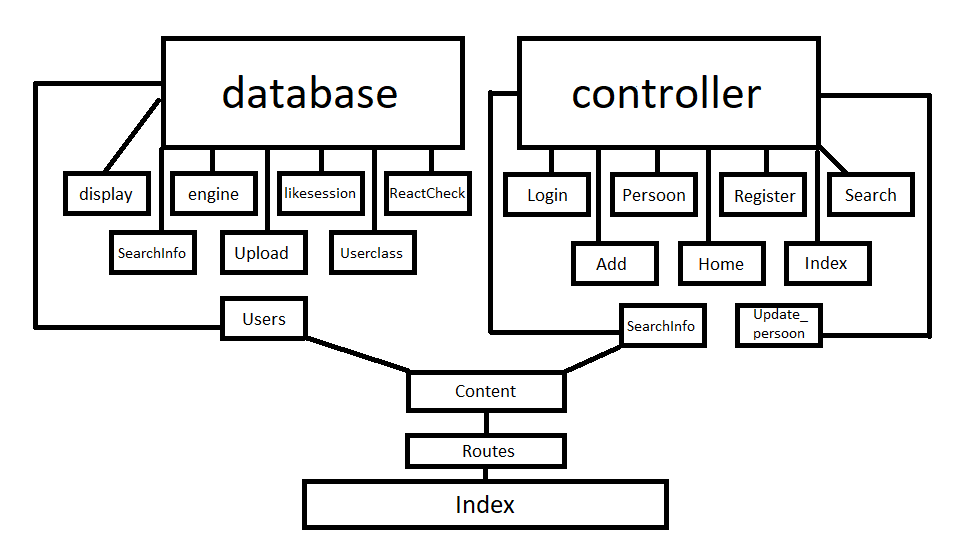 database
controller
display
engine
likesession
ReactCheck
Login
Persoon
Register
Search
SearchInfo
Upload
Userclass
Add
Home
Index
Users
SearchInfo
Update_
persoon
Content
Routes
Index